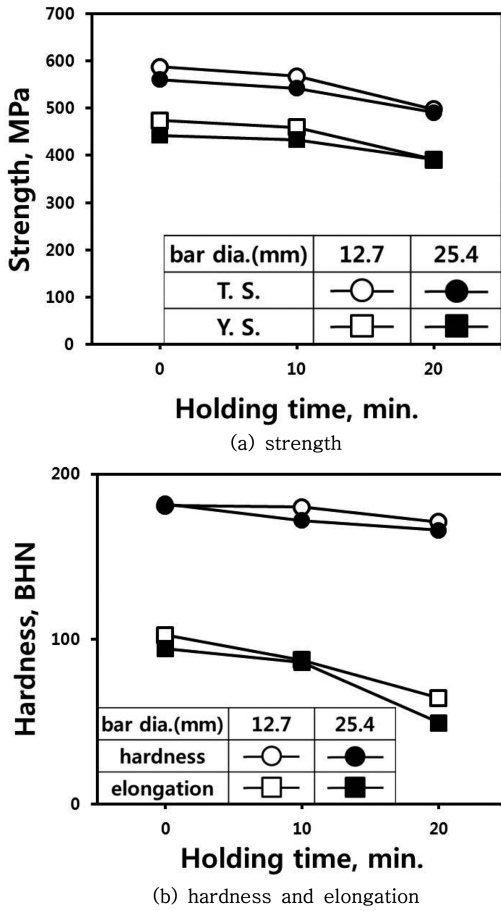 700
600
500
400
300
200
100
0
Strength, MPa
bar dia.(mm) 12.7 25.4
T. S.
Y. S.
0 10 20
Holding time, min.
(a) strength
200
100
0
Hardness, BHN
bar dia.(mm) 12.7 25.4
hardness
elongation
0 10 20
Holding time, min.
(b) hardness and elongation